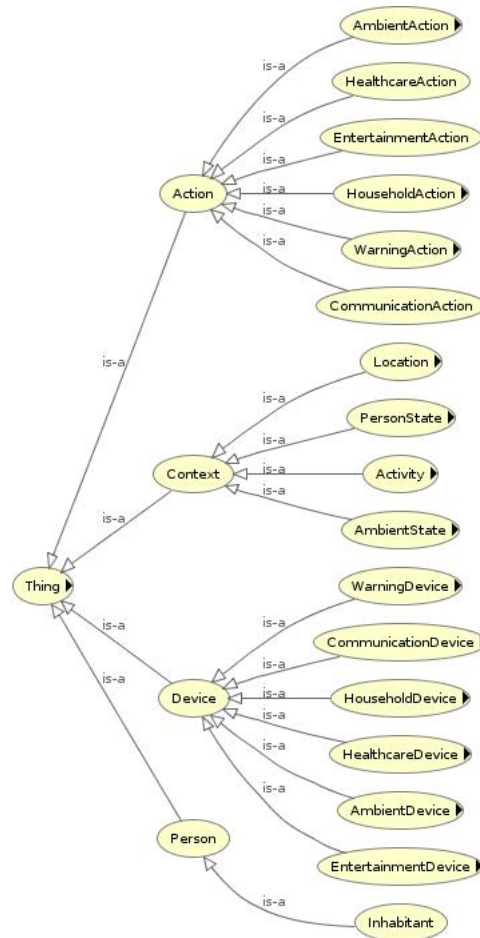 AmbientAction
is-a
HealthcareAction
is-a
EntertainmentAction
is-a
Action
is-a
HouseholdAction
is-a
WarningAction
is-a
CommunicationAction
is-a
Location
is-a
PersonState
is-a
Context
is-a
Activity
is-a
is-a
AmbientState
Thing
WarningDevice
is-a
is-a
CommunicationDevice
is-a
Device
is-a
HouseholdDevice
is-a
is-a
HealthcareDevice
is-a
AmbientDevice
is-a
Person
EntertainmentDevice
is-a
Inhabitant